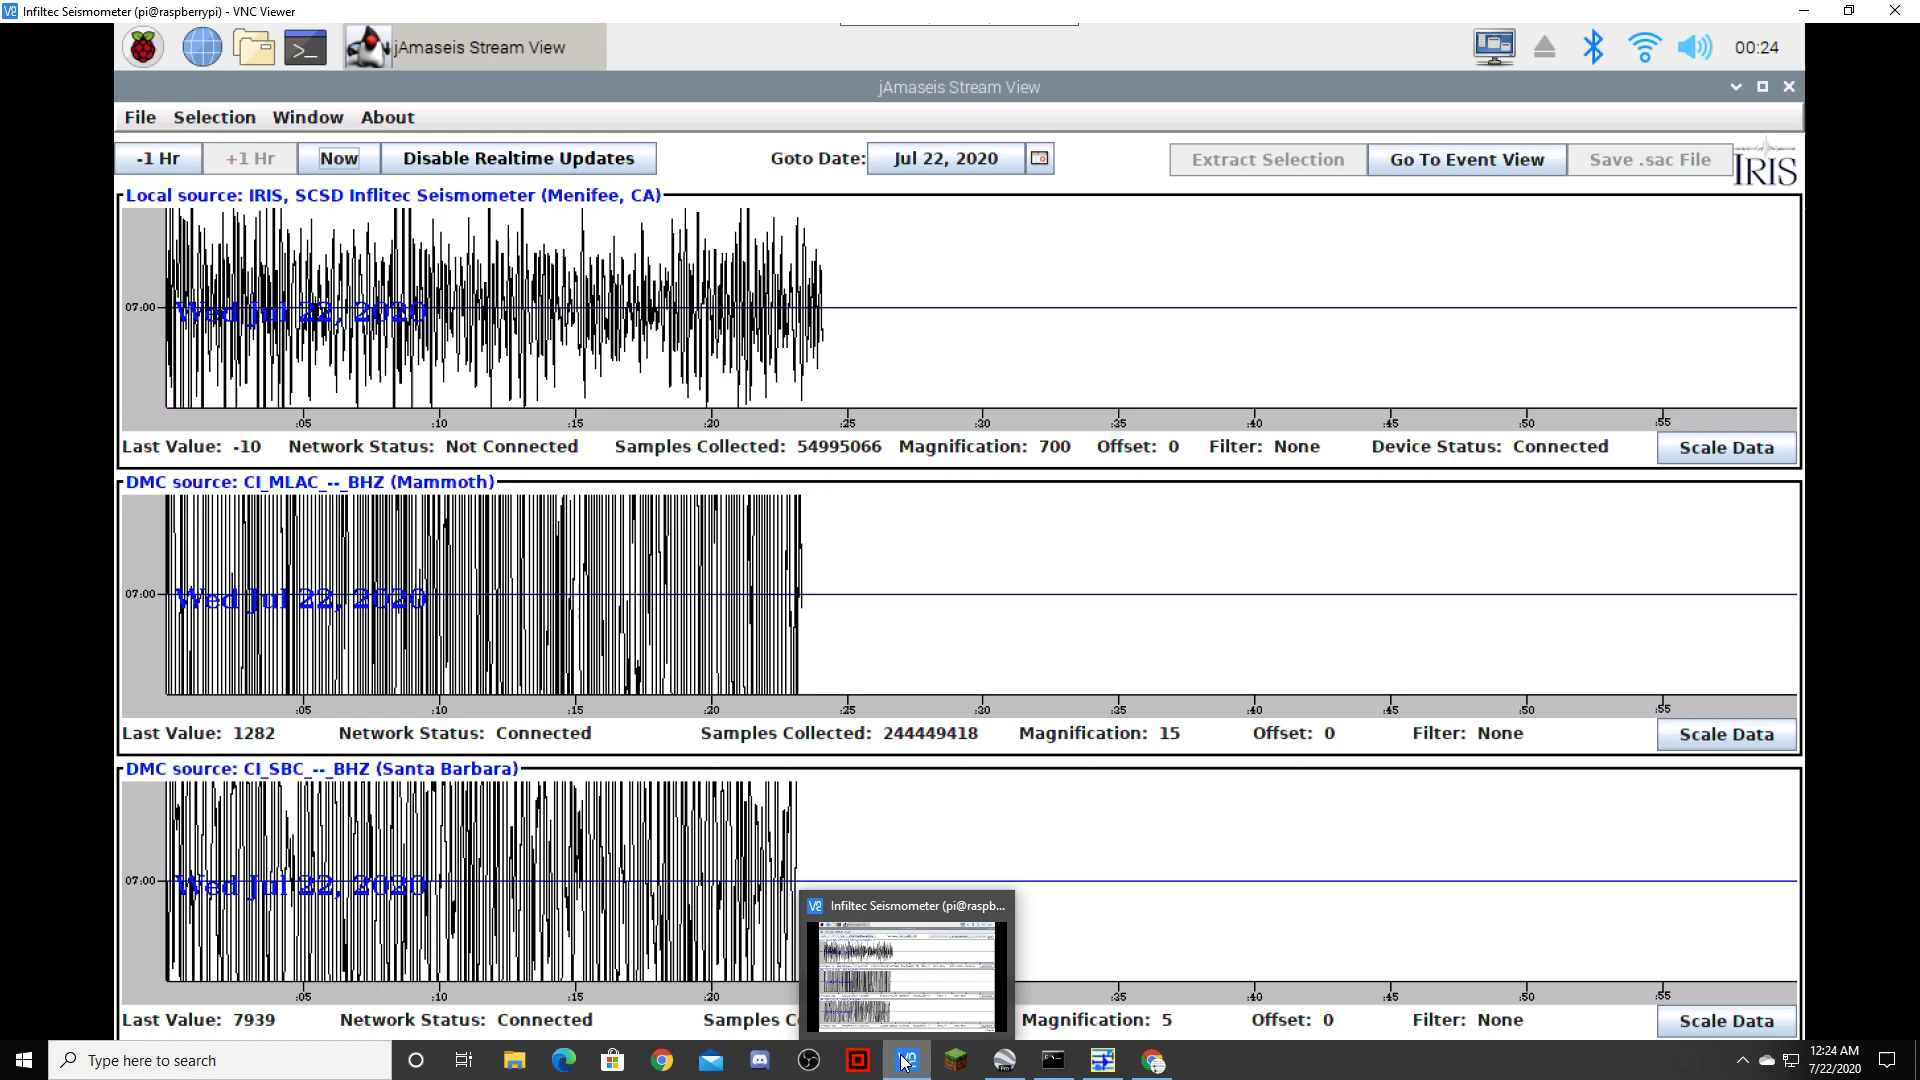 Infiltec Seismometer (pi@raspberrypi) - VNC Viewer
jAmaseis Stream View
00:24
jAmaseis Stream View
File Selection Window About
-1 Hr +1 Hr Now Disable Realtime Updates Goto Date: Jul 22, 2020 Extract Selection Go To Event View Save .sac File IRIS
Local source: IRIS, SCSD Inflitec Seismometer (Menifee, CA)
07:00
Wed Jul 22, 2020
:05 :10 :15 :20 :25 :30 :35 :40 :45 :50 :55
Last Value: -10 Network Status: Not Connected Samples Collected: 54995066 Magnification: 700 Offset: 0 Filter: None Device Status: Connected Scale Data
DMC source: CI_MLAC_--_BHZ (Mammoth)
07:00
Wed Jul 22, 2020
:05 :10 :15 :20 :25 :30 :35 :40 :45 :50 :55
Last Value: 1282 Network Status: Connected Samples Collected: 244449418 Magnification: 15 Offset: 0 Filter: None Scale Data
DMC source: CI_SBC_--_BHZ (Santa Barbara)
07:00
Wed Jul 22, 2020
Infiltec Seismometer (pi@raspb...
:05 :10 :15 :20 :35 :40 :45 :50 :55
Last Value: 7939 Network Status: Connected Samples C Magnification: 5 Offset: 0 Filter: None Scale Data
Type here to search
12:24 AM
7/22/2020